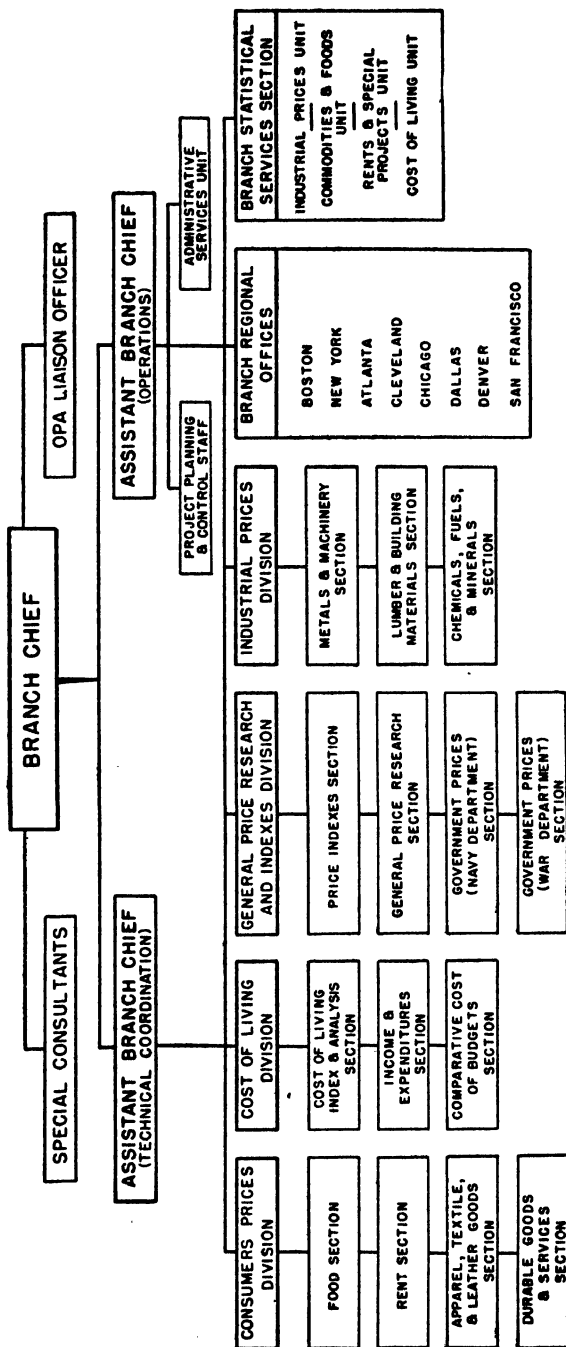 BRANCH CHIEF
SPECIAL CONSULTANTS
OPA LIAISON OFFICER
ASSISTANT BRANCH CHIEF
(TECHNICAL COORDINATION)
ASSISTANT BRANCH CHIEF
(OPERATIONS)
PROJECT PLANNING
& CONTROL STAFF
ADMINISTRATIVE
SERVICES UNIT
CONSUMERS PRICES
DIVISION
FOOD SECTION
RENT SECTION
APPAREL, TEXTILE,
& LEATHER GOODS
SECTION
DURABLE GOODS
& SERVICES
SECTION
COST OF LIVING
DIVISION
COST OF LIVING
INDEX & ANALYSIS
SECTION
INCOME &
EXPENDITURES
SECTION
COMPARATIVE COST
OF BUDGETS
SECTION
GENERAL PRICE RESEARCH
AND INDEXES DIVISION
PRICE INDEXES SECTION
GENERAL PRICE RESEARCH
SECTION
GOVERNMENT PRICES
(NAVY DEPARTMENT)
SECTION
GOVERNMENT PRICES
(WAR DEPARTMENT)
SECTION
INDUSTRIAL PRICES
DIVISION
METALS & MACHINERY
SECTION
LUMBER & BUILDING
MATERIALS SECTION
CHEMICALS, FUELS,
& MINERALS
SECTION
BRANCH REGIONAL
OFFICES
BOSTON
NEW YORK
ATLANTA
CLEVELAND
CHICAGO
DALLAS
DENVER
SAN FRANCISCO
BRANCH STATISTICAL
SERVICES SECTION
INDUSTRIAL PRICES UNIT
COMMODITIES & FOODS
UNIT
RENTS & SPECIAL
PROJECTS UNIT
COST OF LIVING UNIT